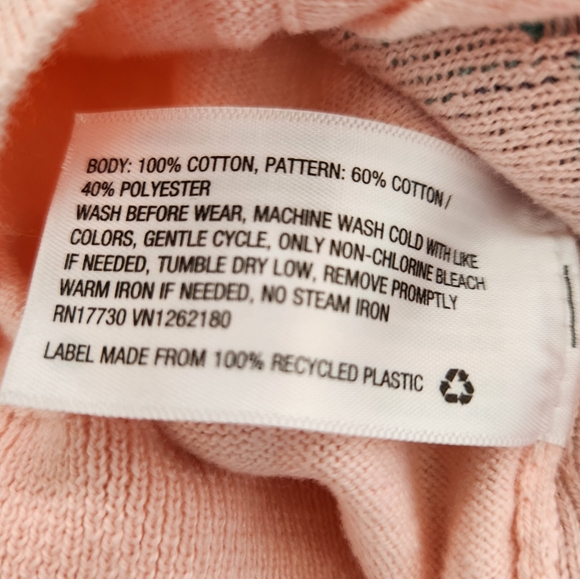 BODY: 100% COTTON, PATTERN: 60% COTTON/
40% POLYESTER
WASH BEFORE WEAR, MACHINE WASH COLD WITH LIKE
COLORS, GENTLE CYCLE, ONLY NON-CHLORINE BLEACH
IF NEEDED, TUMBLE DRY LOW, REMOVE PROMPTLY
WARM IRON IF NEEDED, NO STEAM IRON
RN17730 VN1262180
LABEL MADE FROM 100% RECYCLED PLASTIC